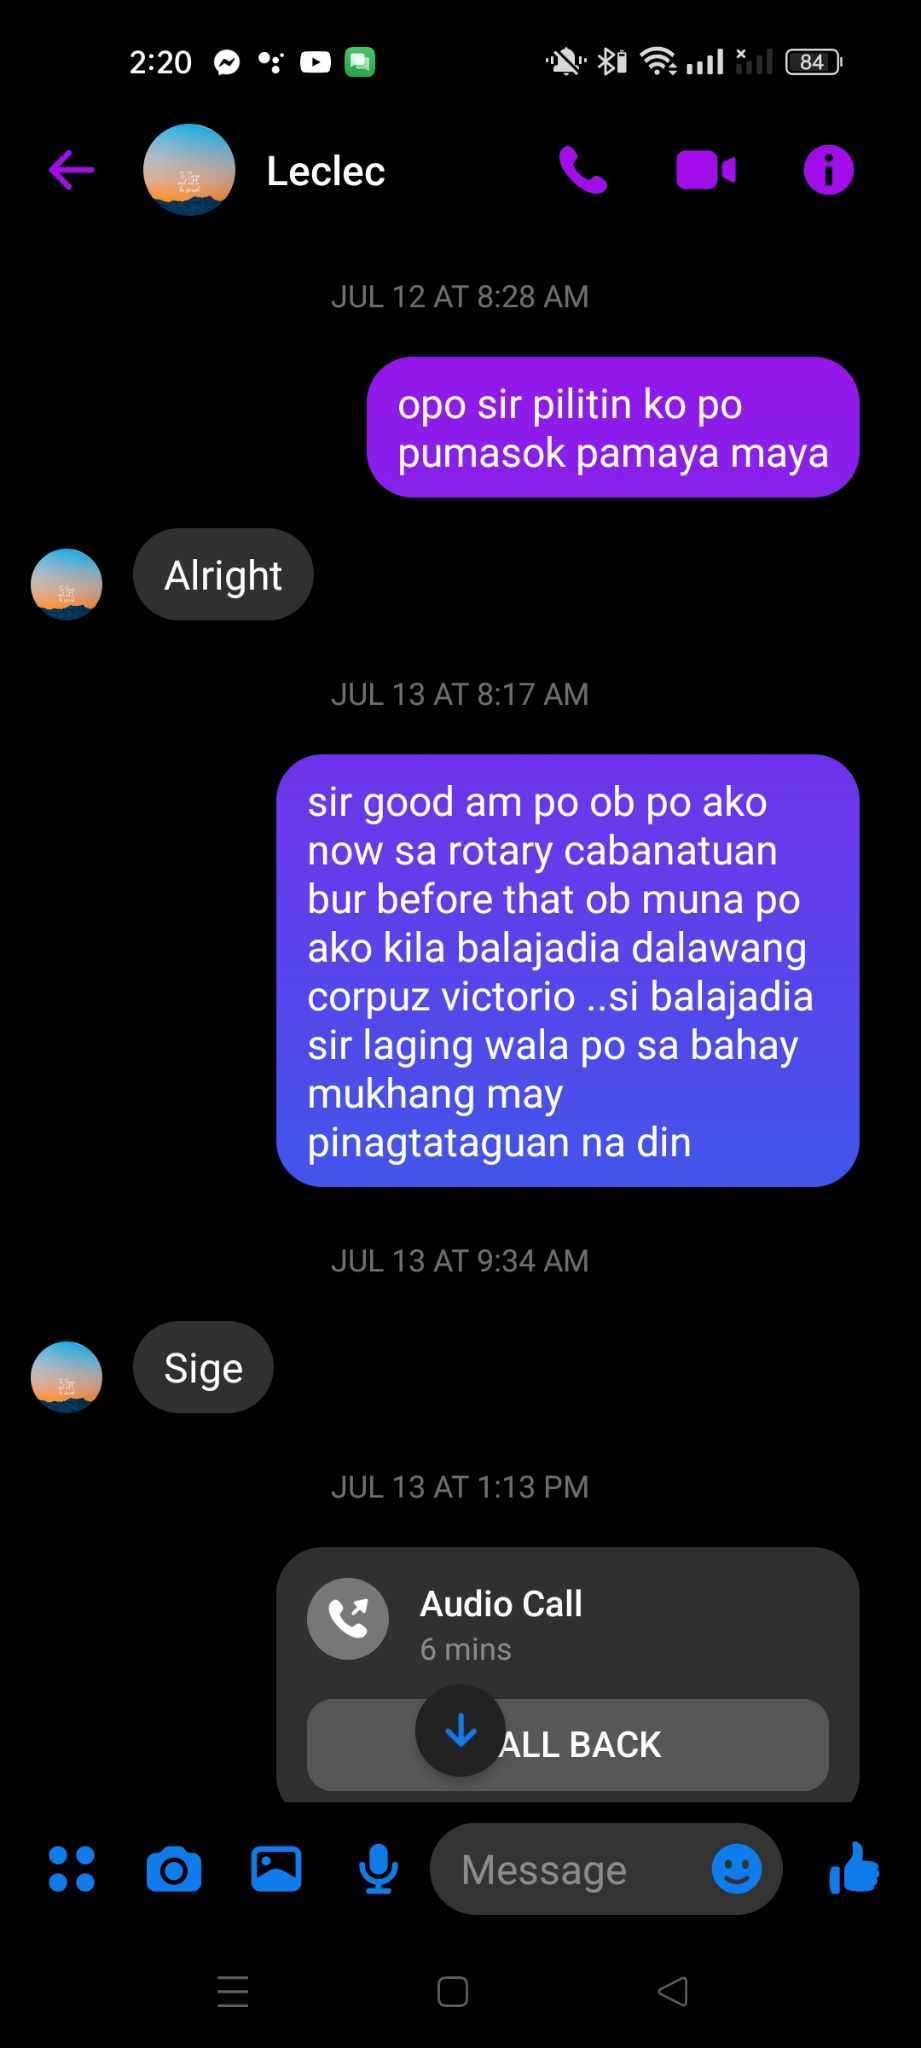 2:20
84
Leclec
JUL 12 AT 8:28 AM
opo sir pilitin ko po
pumasok pamaya maya
Alright
JUL 13 AT 8:17 AM
sir good am po ob po ako
now sa rotary cabanatuan
bur before that ob muna po
ako kila balajadia dalawang
corpuz victorio ..si balajadia
sir laging wala po sa bahay
mukhang may
pinagtataguan na din
JUL 13 AT 9:34 AM
Sige
JUL 13 AT 1:13 PM
Audio Call
6 mins
ALL BACK
Message